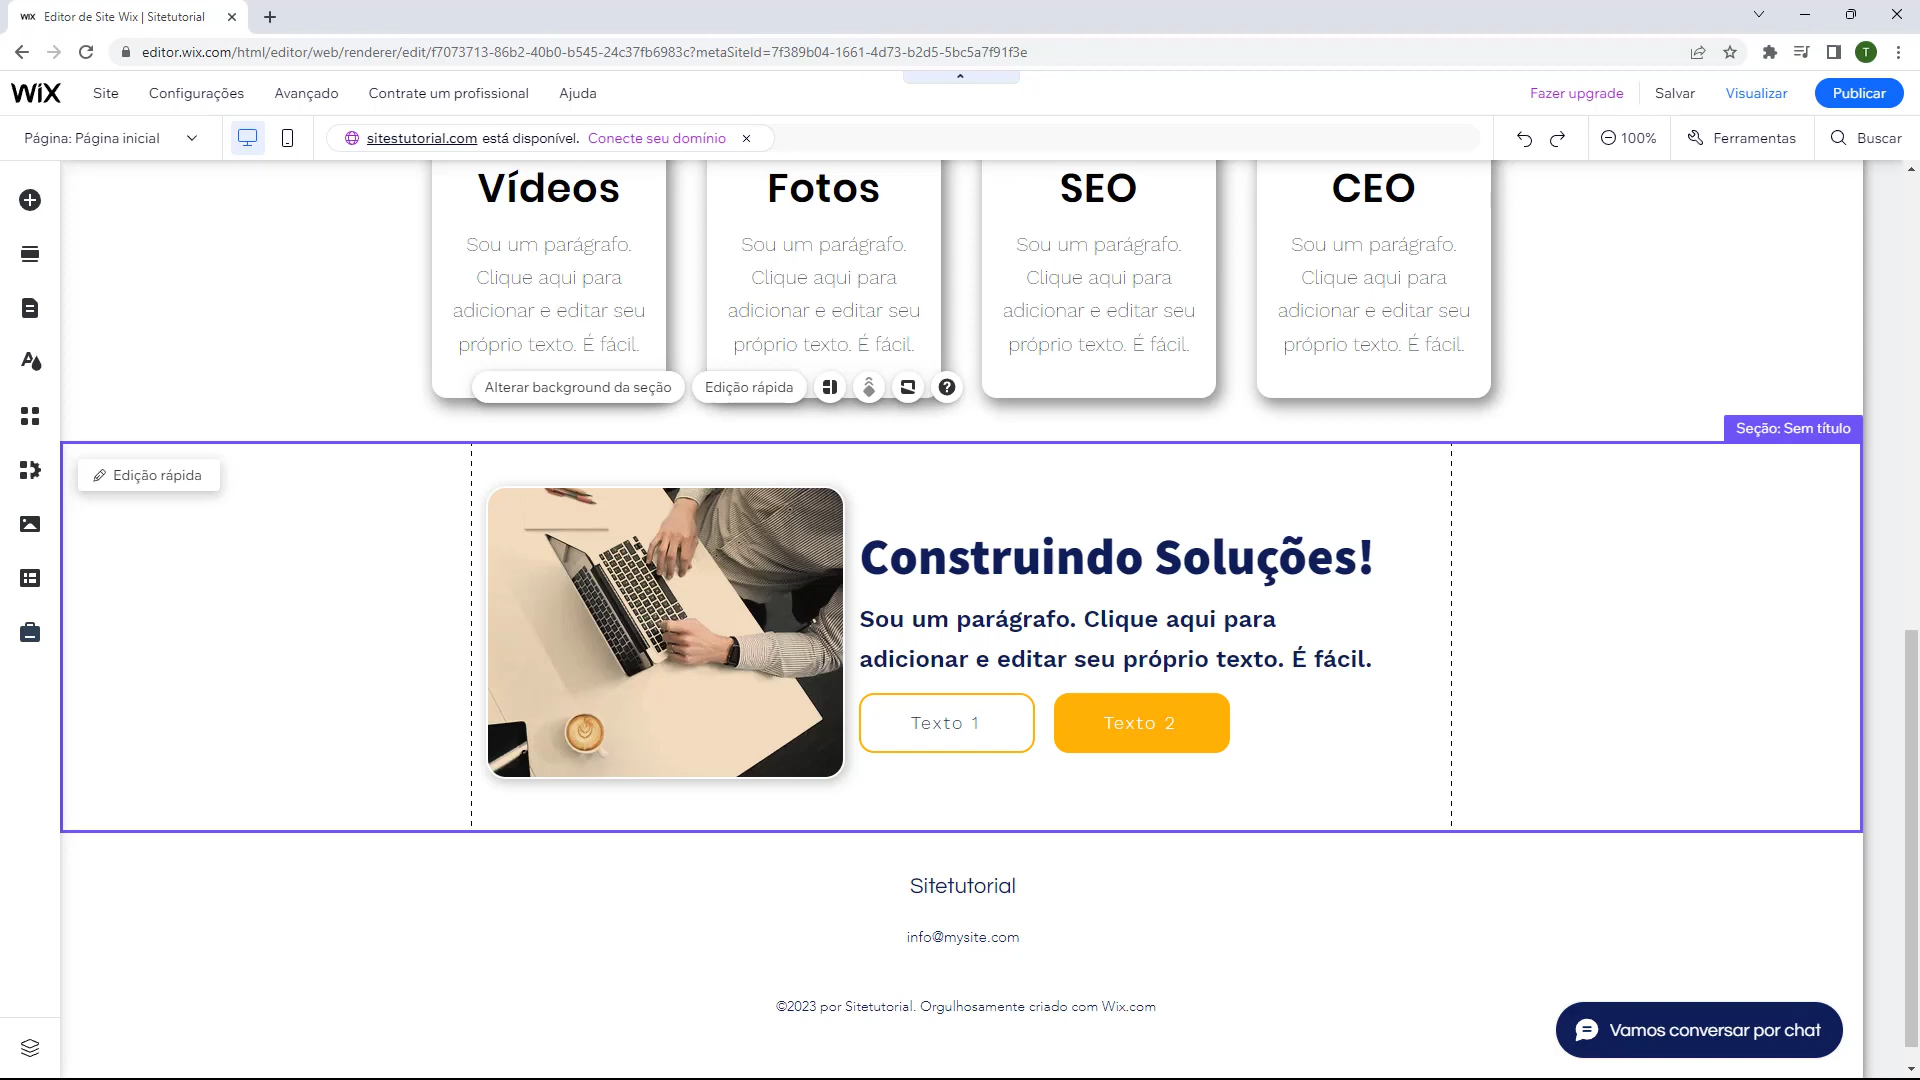 WIX Editor de Site Wix | Sitetutorial
editor.wix.com/html/editor/web/renderer/edit/f7073713-86b2-40b0-b545-24c37fb6983c?metaSiteId=7f389b04-1661-4d73-b2d5-5bc5a7f91f3e
T
WIX Site Configurações Avançado Contrate um profissional Ajuda Fazer upgrade Salvar Visualizar Publicar
Página: Página inicial sitestutorial.com está disponível. Conecte seu domínio 100% Ferramentas Buscar
Vídeos
Sou um parágrafo.
Clique aqui para
adicionar e editar seu
próprio texto. É fácil.
Fotos
Sou um parágrafo.
Clique aqui para
adicionar e editar seu
próprio texto. É fácil.
SEO
Sou um parágrafo.
Clique aqui para
adicionar e editar seu
próprio texto. É fácil.
CEO
Sou um parágrafo.
Clique aqui para
adicionar e editar seu
próprio texto. É fácil.
Alterar background da seção Edição rápida
Seção: Sem título
Edição rápida
Construindo Soluções!
Sou um parágrafo. Clique aqui para
adicionar e editar seu próprio texto. É fácil.
Texto 1 Texto 2
Sitetutorial
info@mysite.com
©2023 por Sitetutorial. Orgulhosamente criado com Wix.com
Vamos conversar por chat